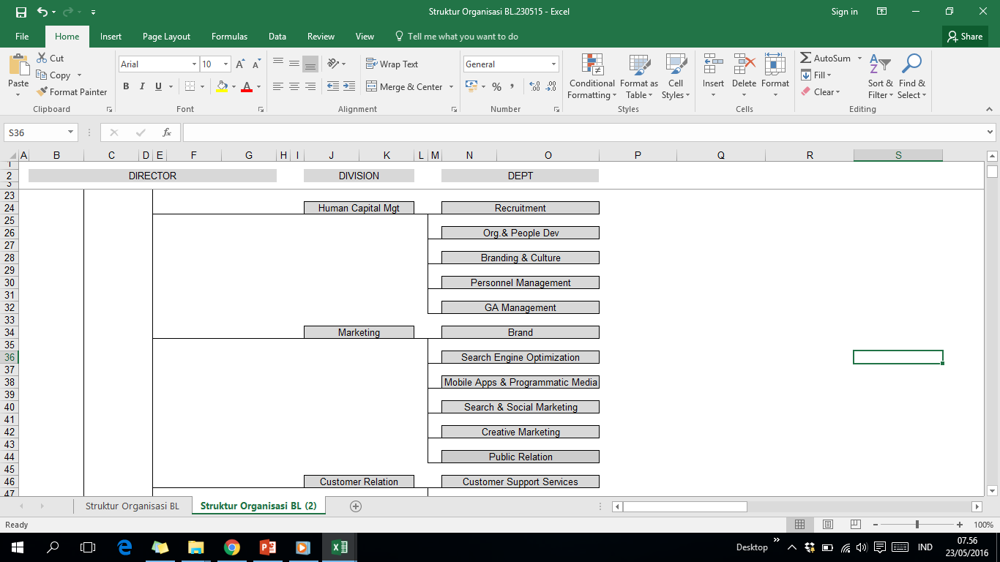 Struktur Organisasi BL.230515 - Excel
Sign in
File Home Insert Page Layout Formulas Data Review View Tell me what you want to do Share
Paste
Cut
Copy
Format Painter
Clipboard
Arial 10
B I U
Font
Wrap Text
Merge & Center
Alignment
General
% ,
Number
Conditional Formatting
Format as Table
Cell Styles
Styles
Insert Delete Format
Cells
AutoSum
Fill
Clear
Sort & Filter
Find & Select
Editing
S36 fx
A B C D E F G H I J K L M N O P Q R S
1
2 DIRECTOR DIVISION DEPT
3
23
24 Human Capital Mgt Recruitment
25
26 Org.& People Dev
27
28 Branding & Culture
29
30 Personnel Management
31
32 GA Management
33
34 Marketing Brand
35
36 Search Engine Optimization
37
38 Mobile Apps & Programmatic Media
39
40 Search & Social Marketing
41
42 Creative Marketing
43
44 Public Relation
45
46 Customer Relation Customer Support Services
47
Struktur Organisasi BL Struktur Organisasi BL (2)
Ready 100%
Desktop IND 07.56
23/05/2016